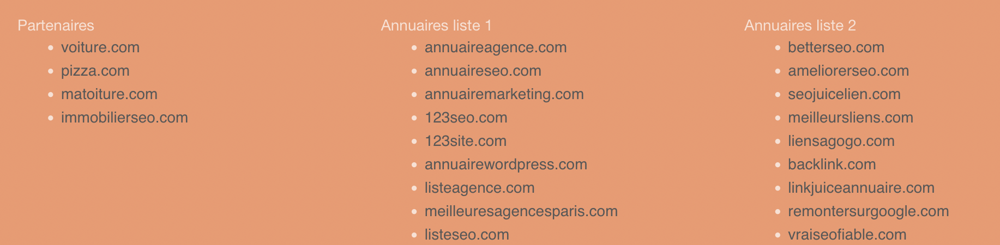 Partenaires
voiture.com
pizza.com
matoiture.com
immobilierseo.com
Annuaires liste 1
annuaireagence.com
annuaireseo.com
annuairemarketing.com
123seo.com
123site.com
annuairewordpress.com
listeagence.com
meilleuresagencesparis.com
listeseo.com
Annuaires liste 2
betterseo.com
ameliorerseo.com
seojuicelien.com
meilleursliens.com
liensagogo.com
backlink.com
linkjuiceannuaire.com
remontersurgoogle.com
vraiseofiable.com